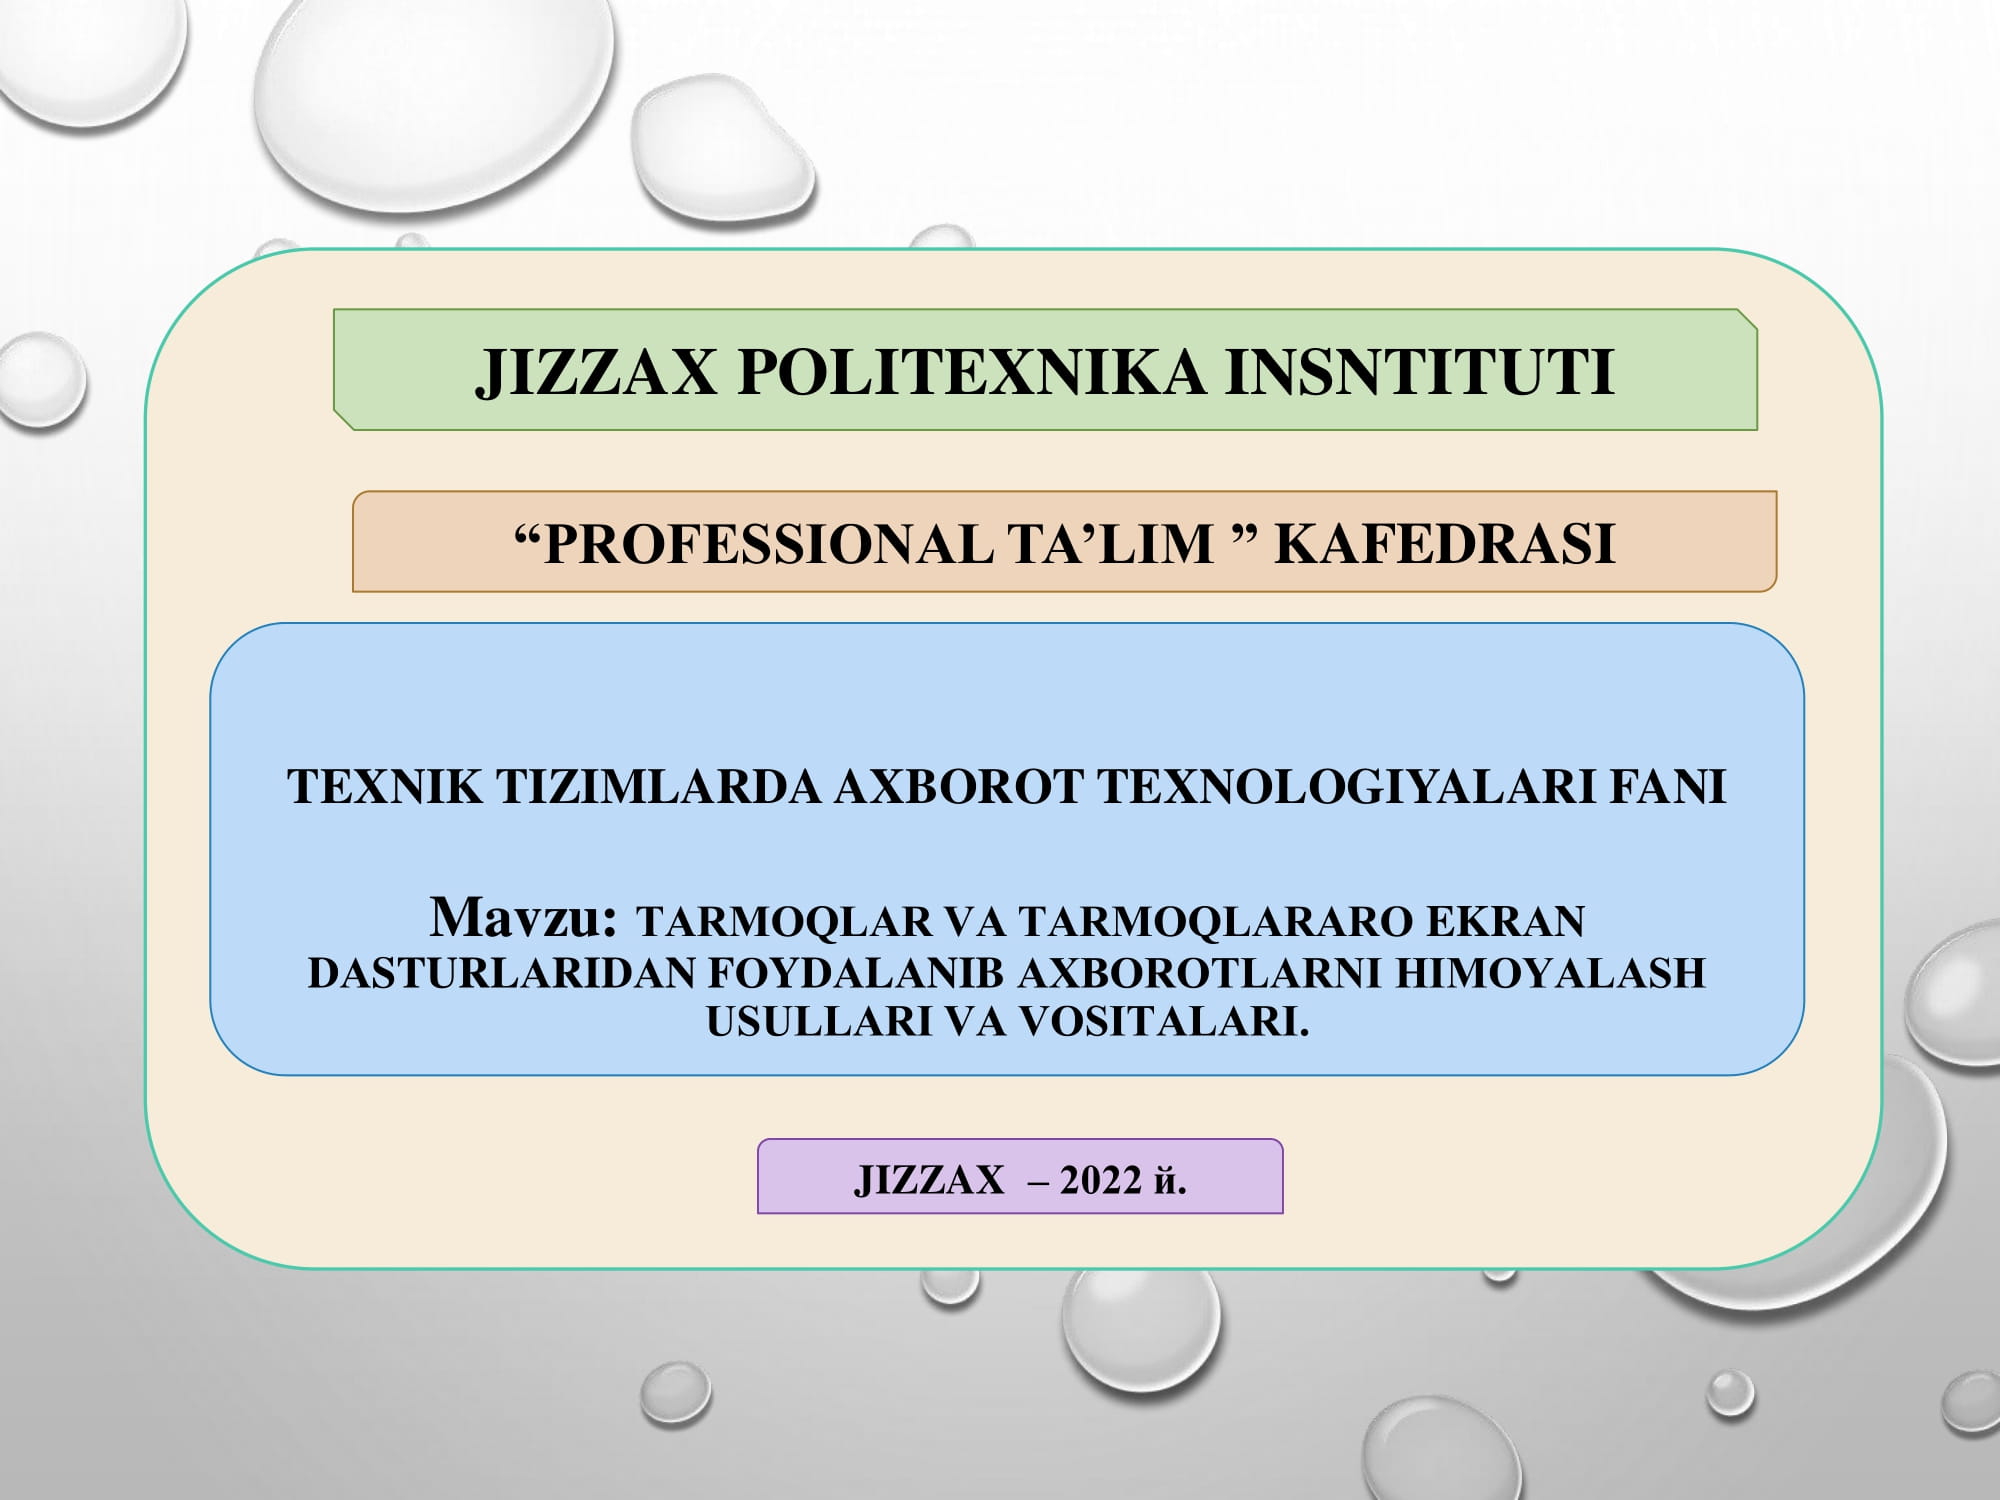 JIZZAX POLITEXNIKA INSNTITUTI
“PROFESSIONAL TA’LIM ” KAFEDRASI
TEXNIK TIZIMLARDA AXBOROT TEXNOLOGIYALARI FANI
Mavzu: TARMOQLAR VA TARMOQLARARO EKRAN
DASTURLARIDAN FOYDALANIB AXBOROTLARNI HIMOYALASH
USULLARI VA VOSITALARI.
JIZZAX – 2022 й.